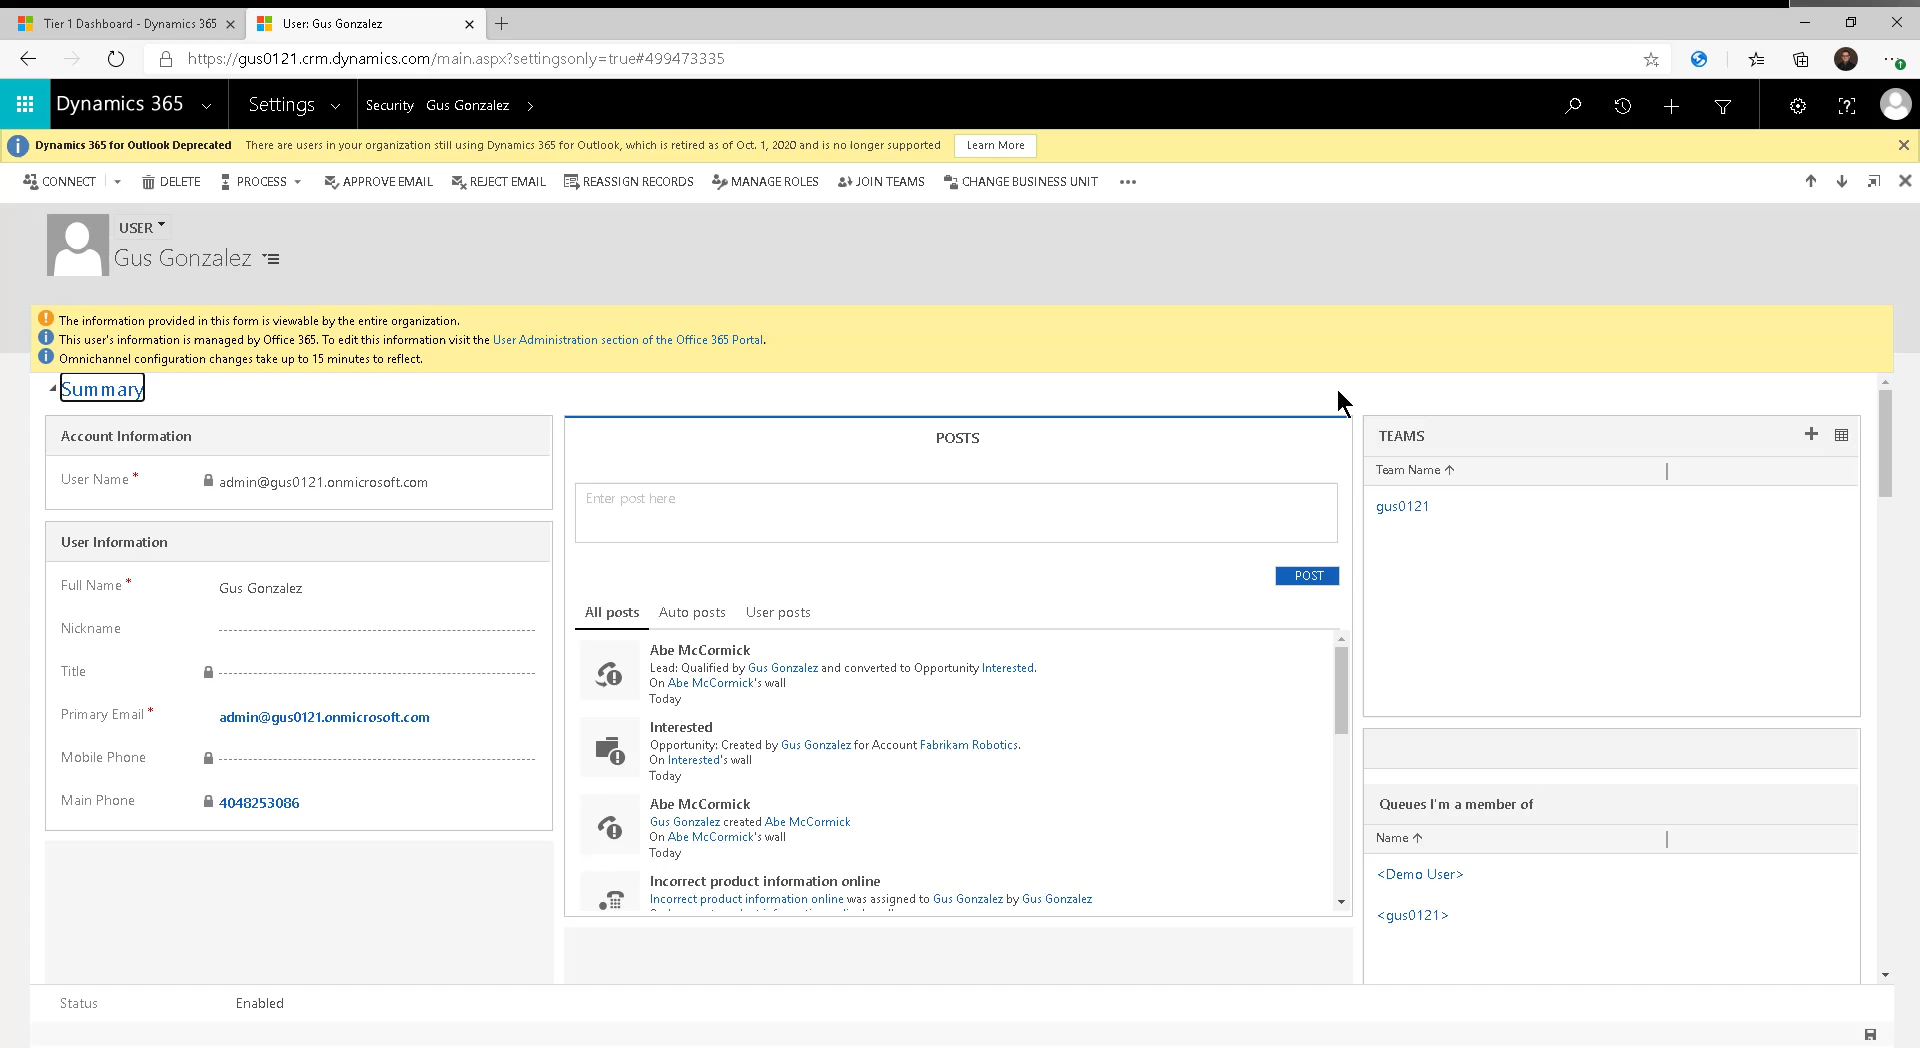 Tier 1 Dashboard - Dynamics 365
User: Gus Gonzalez
https://gus0121.crm.dynamics.com/main.aspx?settingsonly=true#499473335
Dynamics 365
Settings
Security Gus Gonzalez
Dynamics 365 for Outlook Deprecated There are users in your organization still using Dynamics 365 for Outlook, which is retired as of Oct. 1, 2020 and is no longer supported Learn More
CONNECT DELETE PROCESS APPROVE EMAIL REJECT EMAIL REASSIGN RECORDS MANAGE ROLES JOIN TEAMS CHANGE BUSINESS UNIT
USER
Gus Gonzalez
The information provided in this form is viewable by the entire organization.
This user's information is managed by Office 365. To edit this information visit the User Administration section of the Office 365 Portal.
Omnichannel configuration changes take up to 15 minutes to reflect.
Summary
Account Information
User Name * admin@gus0121.onmicrosoft.com
User Information
Full Name * Gus Gonzalez
Nickname
Title
Primary Email * admin@gus0121.onmicrosoft.com
Mobile Phone
Main Phone 4048253086
POSTS
Enter post here
POST
All posts Auto posts User posts
Abe McCormick
Lead: Qualified by Gus Gonzalez and converted to Opportunity Interested.
On Abe McCormick's wall
Today
Interested
Opportunity: Created by Gus Gonzalez for Account Fabrikam Robotics.
On Interested's wall
Today
Abe McCormick
Gus Gonzalez created Abe McCormick
On Abe McCormick's wall
Today
Incorrect product information online
Incorrect product information online was assigned to Gus Gonzalez by Gus Gonzalez
TEAMS
Team Name
gus0121
Queues I'm a member of
Name
<Demo User>
<gus0121>
Status Enabled